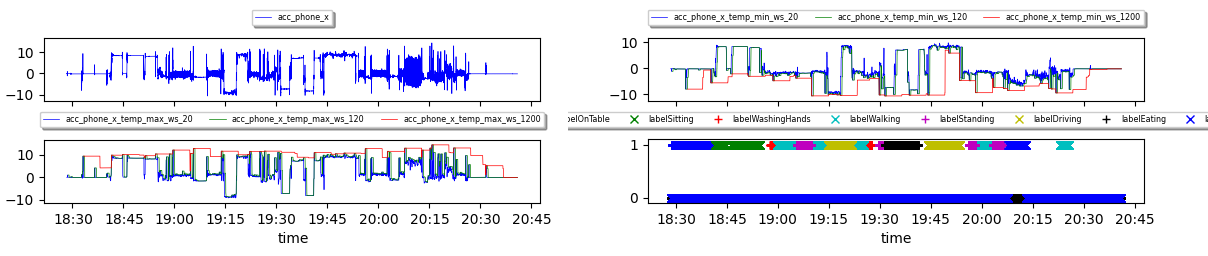 acc_phone_x
10
0
−10
acc_phone_x_temp_max_ws_20 acc_phone_x_temp_max_ws_120 acc_phone_x_temp_max_ws_1200
10
0
−10
18:30 18:45 19:00 19:15 19:30 19:45 20:00 20:15 20:30 20:45
time
acc_phone_x_temp_min_ws_20 acc_phone_x_temp_min_ws_120 acc_phone_x_temp_min_ws_1200
10
0
−10
elOnTable labelSitting labelWashingHands labelWalking labelStanding labelDriving labelEating la
1
0
18:30 18:45 19:00 19:15 19:30 19:45 20:00 20:15 20:30 20:45
time